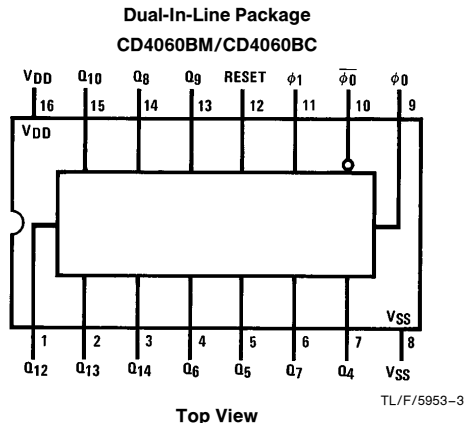 Dual-In-Line Package
CD4060BM/CD4060BC
VDD Q10 Q8 Q9 RESET ϕ1 ϕ0̅ ϕ0
16 15 14 13 12 11 10 9
VDD
VSS
1 2 3 4 5 6 7 8
Q12 Q13 Q14 Q6 Q5 Q7 Q4 VSS
TL/F/5953–3
Top View